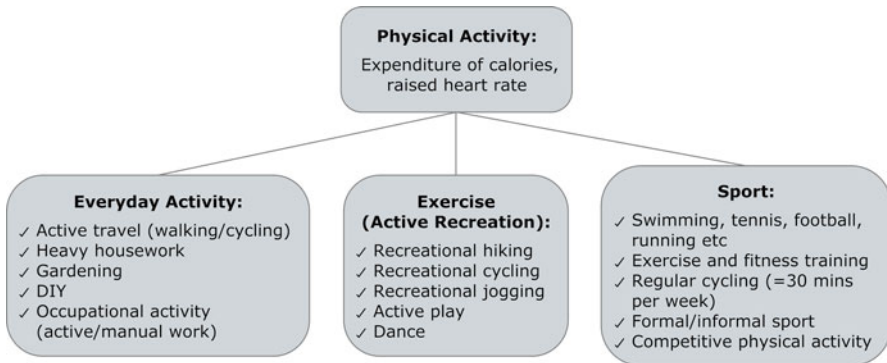 Physical Activity:
Expenditure of calories,
raised heart rate
Everyday Activity:
✓ Active travel (walking/cycling)
✓ Heavy housework
✓ Gardening
✓ DIY
✓ Occupational activity
(active/manual work)
Exercise
(Active Recreation):
✓ Recreational hiking
✓ Recreational cycling
✓ Recreational jogging
✓ Active play
✓ Dance
Sport:
✓ Swimming, tennis, football,
running etc
✓ Exercise and fitness training
✓ Regular cycling (=30 mins
per week)
✓ Formal/informal sport
✓ Competitive physical activity